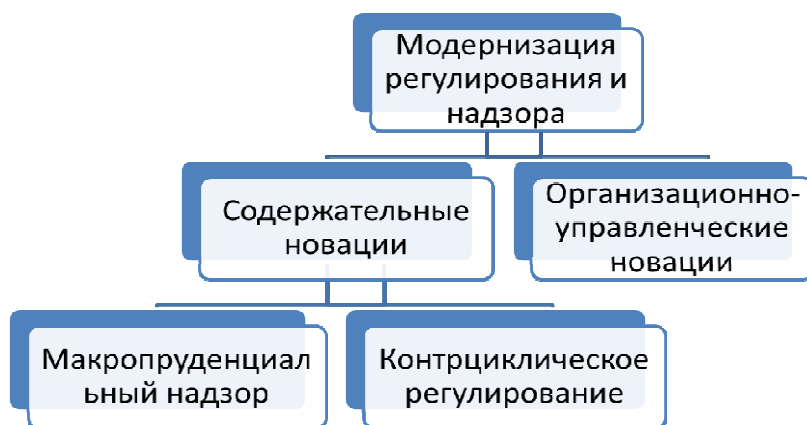 Модернизация
регулирования и
надзора
Содержательные
новации
Организационно-
управленческие
новации
Макропруденциал
ьный надзор
Контрциклическое
регулирование